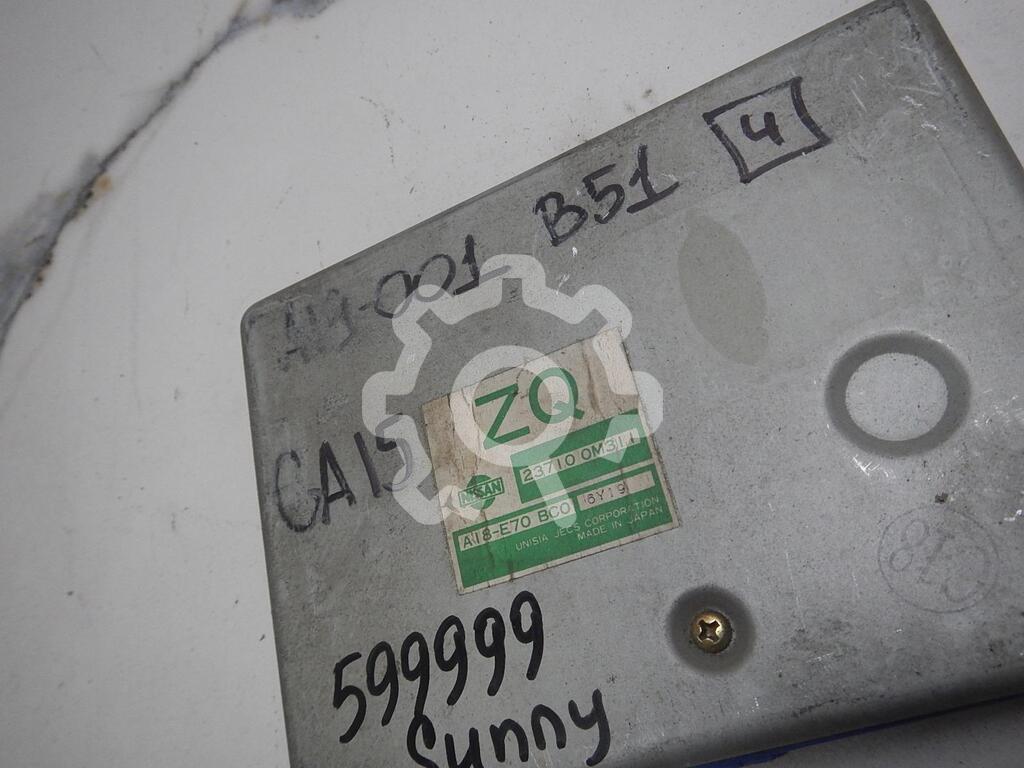 4
B51
A19-001
GA15
ZQ
NISSAN
23710 0M311
A18-E70 BC0 6Y19
UNISIA JECS CORPORATION
MADE IN JAPAN
599999
Sunny